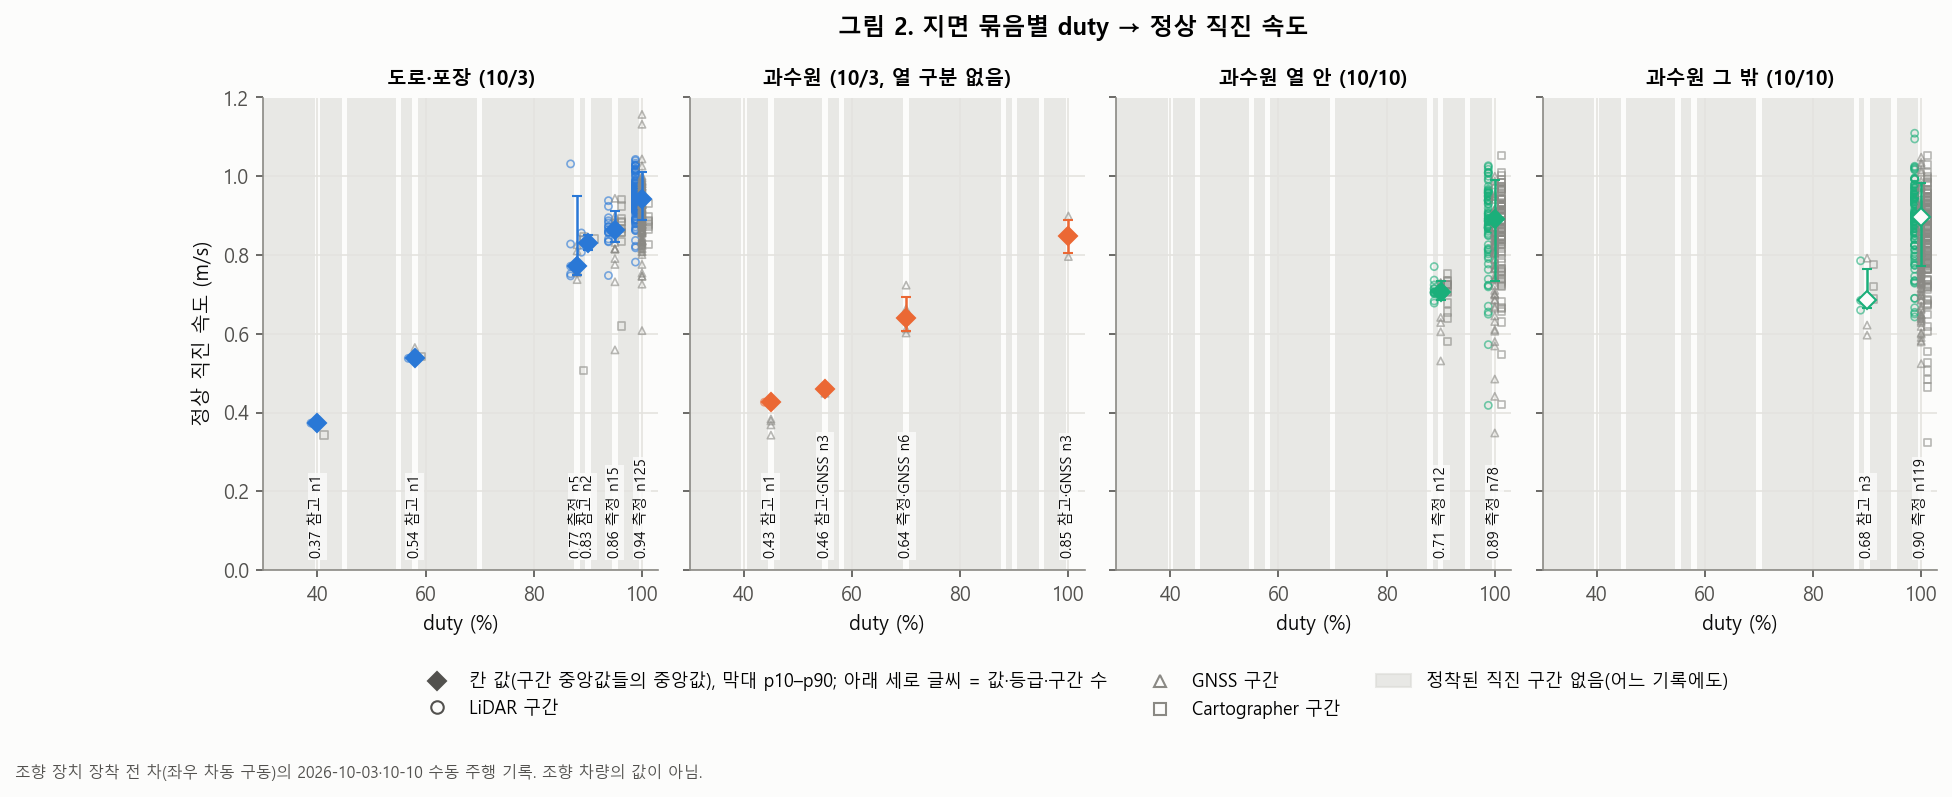 그림 2. 지면 묶음별 duty → 정상 직진 속도
도로·포장 (10/3)
과수원 (10/3, 열 구분 없음)
과수원 열 안 (10/10)
과수원 그 밖 (10/10)
정상 직진 속도 (m/s)
1.2
1.0
0.8
0.6
0.4
0.2
0.0
0.37 참고 n1
0.54 참고 n1
0.77 측정 n5
0.83 참고 n2
0.86 측정 n15
0.94 측정 n125
0.43 참고 n1
0.46 참고·GNSS n3
0.64 측정·GNSS n6
0.85 참고·GNSS n3
0.71 측정 n12
0.89 측정 n78
0.68 참고 n3
0.90 측정 n119
40 60 80 100
40 60 80 100
40 60 80 100
40 60 80 100
duty (%)
duty (%)
duty (%)
duty (%)
칸 값(구간 중앙값들의 중앙값), 막대 p10–p90; 아래 세로 글씨 = 값·등급·구간 수
LiDAR 구간
GNSS 구간
Cartographer 구간
정착된 직진 구간 없음(어느 기록에도)
조향 장치 장착 전 차(좌우 차동 구동)의 2026-10-03·10-10 수동 주행 기록. 조향 차량의 값이 아님.